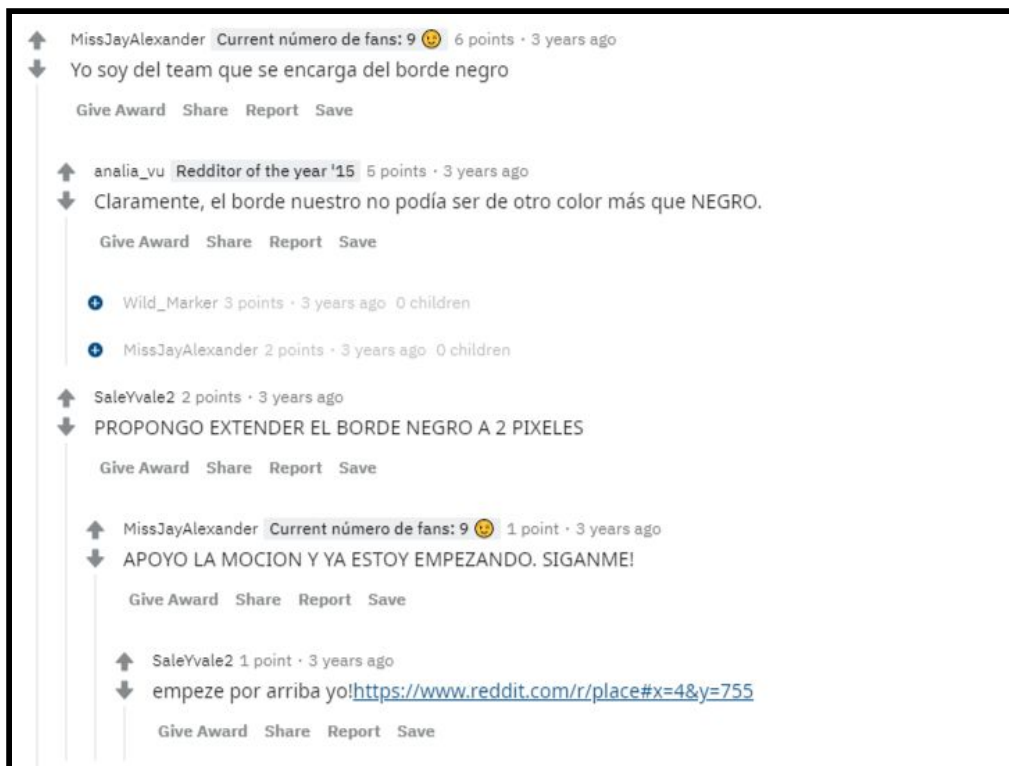 MissJayAlexander Current número de fans: 9 😉 6 points · 3 years ago
Yo soy del team que se encarga del borde negro
Give Award Share Report Save
analia_vu Redditor of the year '15 5 points · 3 years ago
Claramente, el borde nuestro no podía ser de otro color más que NEGRO.
Give Award Share Report Save
Wild_Marker 3 points · 3 years ago 0 children
MissJayAlexander 2 points · 3 years ago 0 children
SaleYvale2 2 points · 3 years ago
PROPONGO EXTENDER EL BORDE NEGRO A 2 PIXELES
Give Award Share Report Save
MissJayAlexander Current número de fans: 9 😉 1 point · 3 years ago
APOYO LA MOCION Y YA ESTOY EMPEZANDO. SIGANME!
Give Award Share Report Save
SaleYvale2 1 point · 3 years ago
empeze por arriba yo!https://www.reddit.com/r/place#x=4&y=755
Give Award Share Report Save